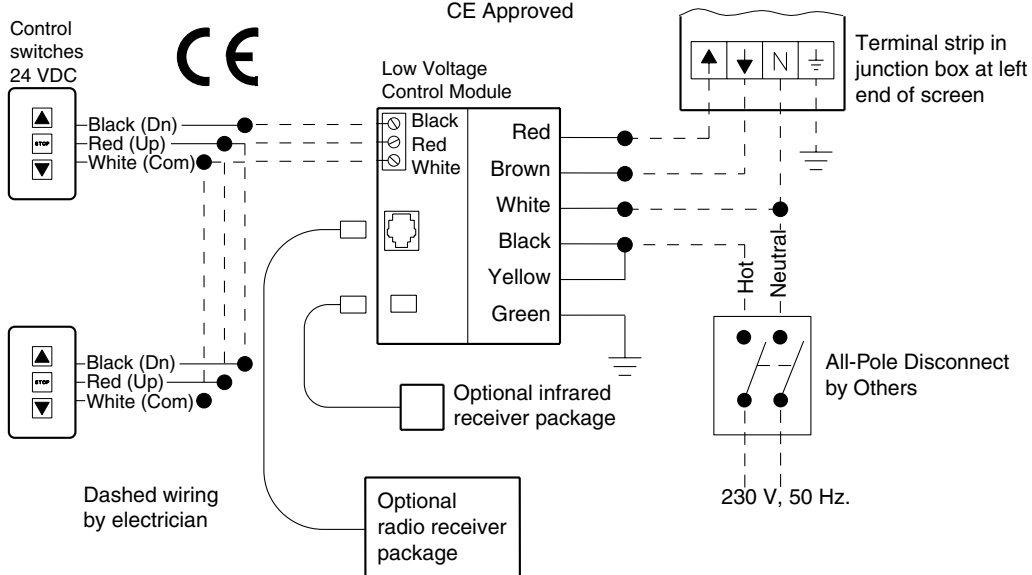 CE Approved
Control
switches
24 VDC
CE
STOP
Black (Dn)
Red (Up)
White (Com)
Low Voltage
Control Module
Black
Red
White
Red
Brown
White
Black
Yellow
Green
N
Terminal strip in
junction box at left
end of screen
Hot
Neutral
All-Pole Disconnect
by Others
230 V, 50 Hz.
STOP
Black (Dn)
Red (Up)
White (Com)
Optional infrared
receiver package
Dashed wiring
by electrician
Optional
radio receiver
package